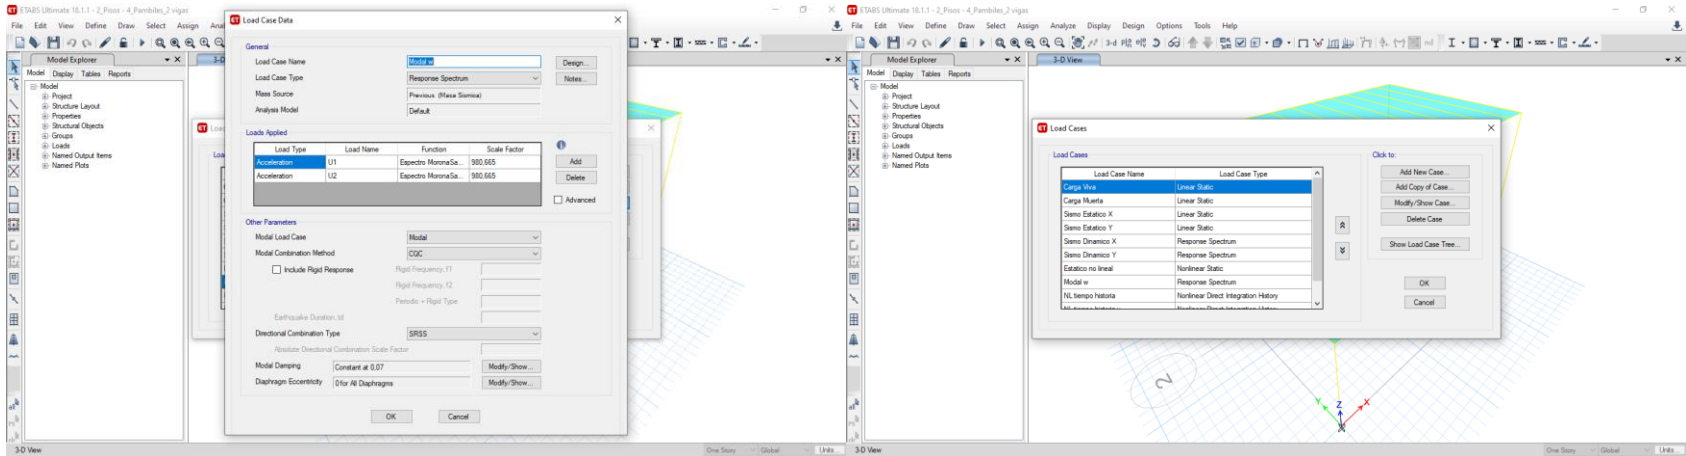 ETABS Ultimate 18.1.1 - 2_Pisos - 4_Pambiles_2 vigas
File Edit View Define Draw Select Assign Anal
Model Explorer
Model Display Tables Reports
Model
Project
Structure Layout
Properties
Structural Objects
Groups
Loads
Named Output Items
Named Plots
3-D
Load Case Data
General
Load Case Name Modal w Design...
Load Case Type Response Spectrum Notes...
Mass Source Previous (Masa Sismica)
Analysis Model Default
Loads Applied
Load Type Load Name Function Scale Factor
Acceleration U1 Espectro MoronaSa... 980,665 Add
Acceleration U2 Espectro MoronaSa... 980,665 Delete
Advanced
Other Parameters
Modal Load Case Modal
Modal Combination Method CQC
Include Rigid Response Rigid Frequency, f1
Rigid Frequency, f2
Periodic + Rigid Type
Earthquake Duration, td
Directional Combination Type SRSS
Absolute Directional Combination Scale Factor
Modal Damping Constant at 0,07 Modify/Show...
Diaphragm Eccentricity 0 for All Diaphragms Modify/Show...
OK Cancel
3-D View One Story Global Units...
ETABS Ultimate 18.1.1 - 2_Pisos - 4_Pambiles_2 vigas
File Edit View Define Draw Select Assign Analyze Display Design Options Tools Help
Model Explorer
Model Display Tables Reports
Model
Project
Structure Layout
Properties
Structural Objects
Groups
Loads
Named Output Items
Named Plots
3-D View
Load Cases
Load Cases Click to:
Load Case Name Load Case Type Add New Case...
Carga Viva Linear Static Add Copy of Case...
Carga Muerta Linear Static Modify/Show Case...
Sismo Estatico X Linear Static Delete Case
Sismo Estatico Y Linear Static
Sismo Dinamico X Response Spectrum Show Load Case Tree...
Sismo Dinamico Y Response Spectrum
Estatico no lineal Nonlinear Static
Modal w Response Spectrum OK
NL tiempo historia Nonlinear Direct Integration History Cancel
2
Y Z X
3-D View One Story Global Units...